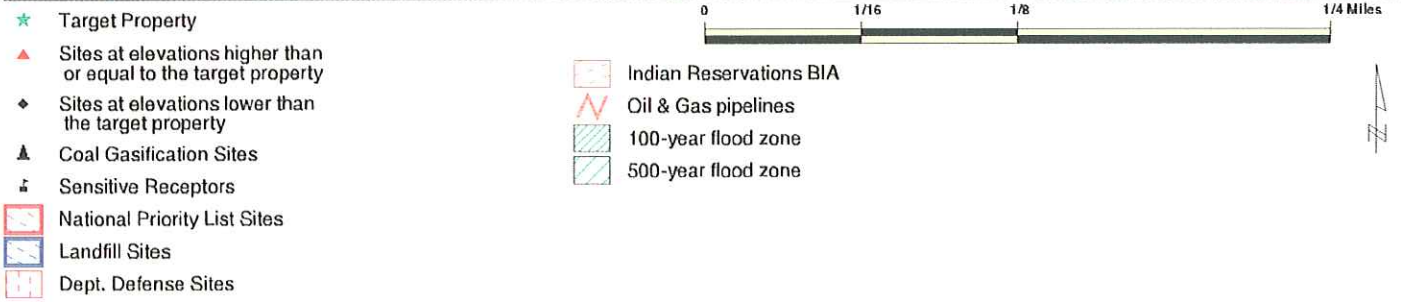 Target Property
Sites at elevations higher than
or equal to the target property
Sites at elevations lower than
the target property
Coal Gasification Sites
Sensitive Receptors
National Priority List Sites
Landfill Sites
Dept. Defense Sites
0 1/16 1/8 1/4 Miles
Indian Reservations BIA
Oil & Gas pipelines
100-year flood zone
500-year flood zone